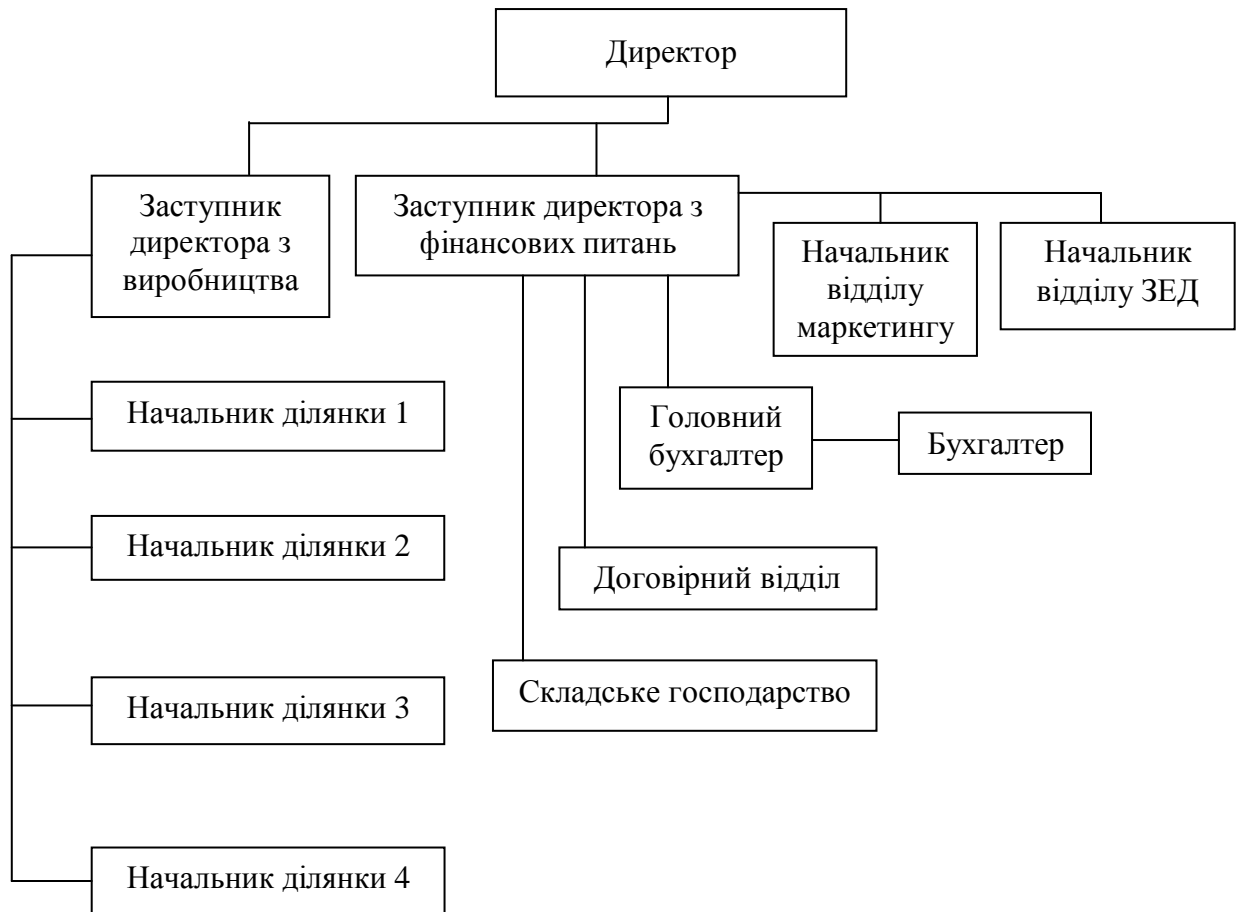 Директор
Заступник
директора з
виробництва
Заступник директора з
фінансових питань
Начальник
відділу
маркетингу
Начальник
відділу ЗЕД
Начальник ділянки 1
Головний
бухгалтер
Бухгалтер
Начальник ділянки 2
Договірний відділ
Складське господарство
Начальник ділянки 3
Начальник ділянки 4